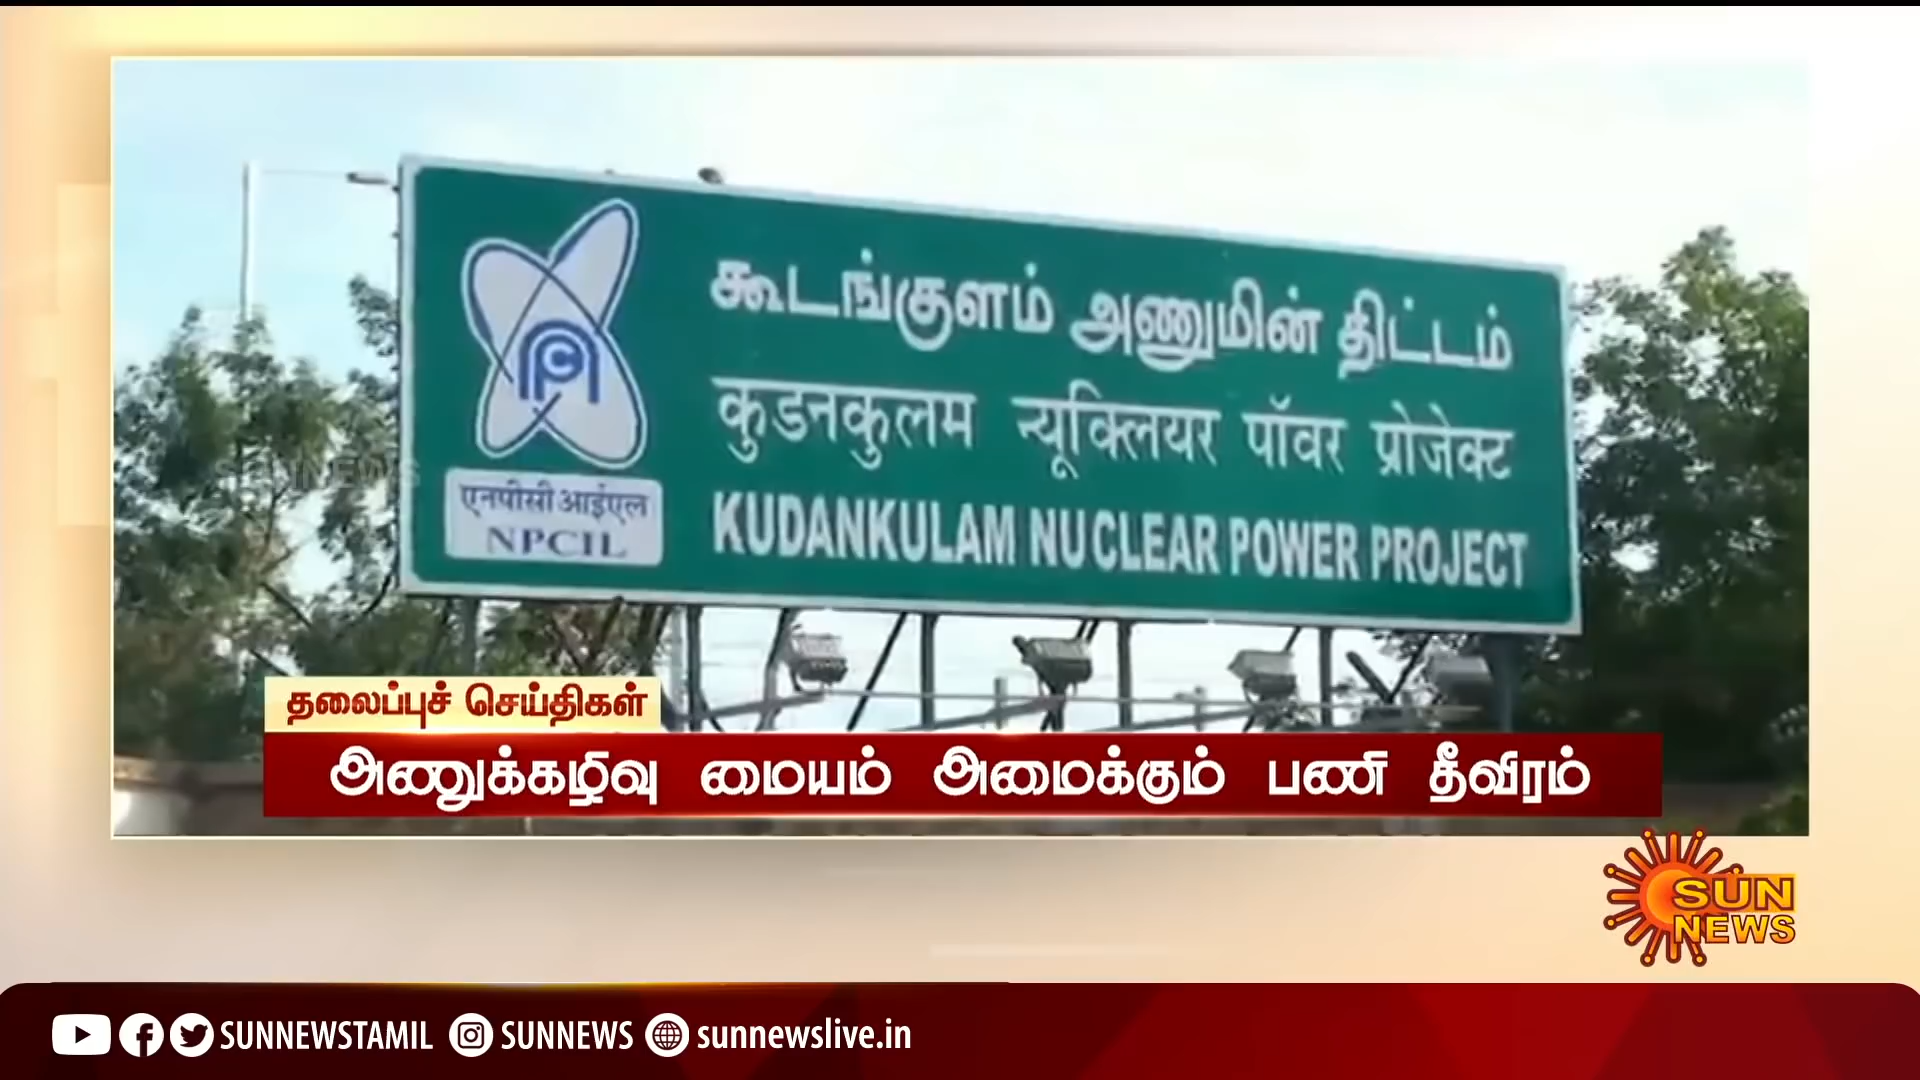 கூடங்குளம் அணுமின் திட்டம்
कुडनकुलम न्यूक्लियर पॉवर प्रोजेक्ट
KUDANKULAM NUCLEAR POWER PROJECT
एनपीसीआईएल
NPCIL
SUNNEWS
தலைப்புச் செய்திகள்
அணுக்கழிவு மையம் அமைக்கும் பணி தீவிரம்
SUN
NEWS
SUNNEWSTAMIL SUNNEWS sunnewslive.in